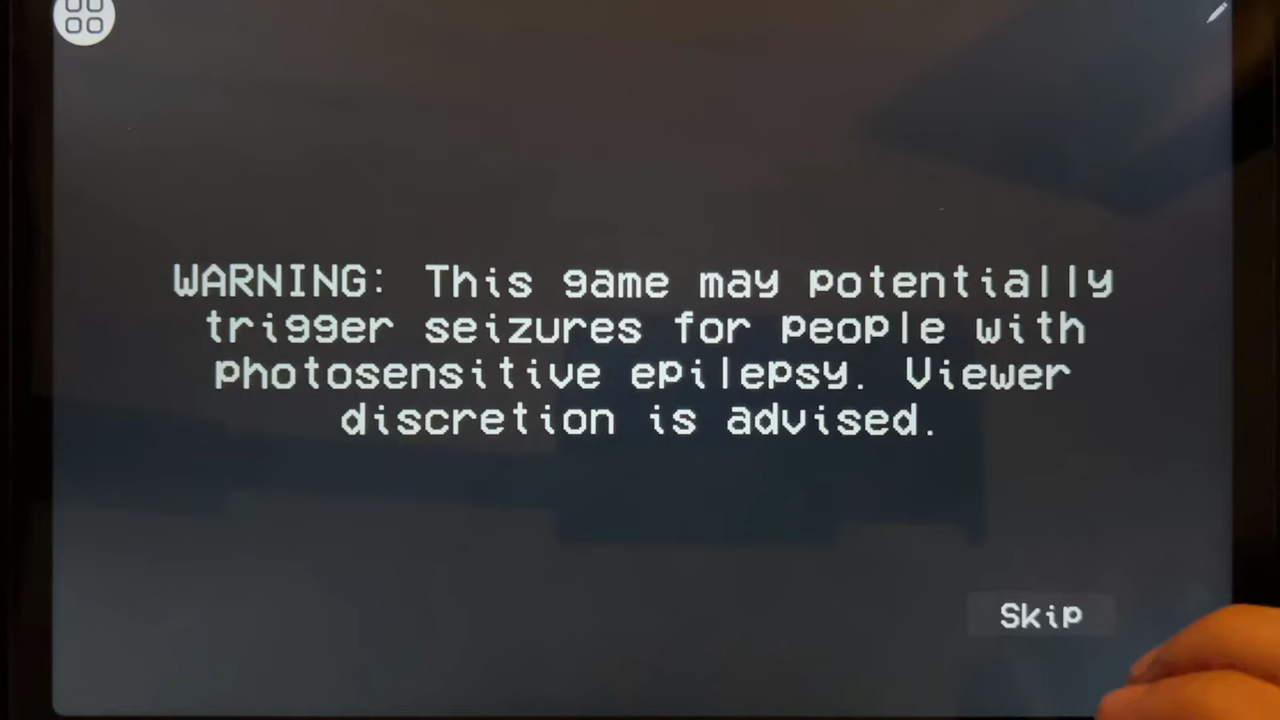 WARNING: This game may potentially
trigger seizures for people with
photosensitive epilepsy. Viewer
discretion is advised.
Skip